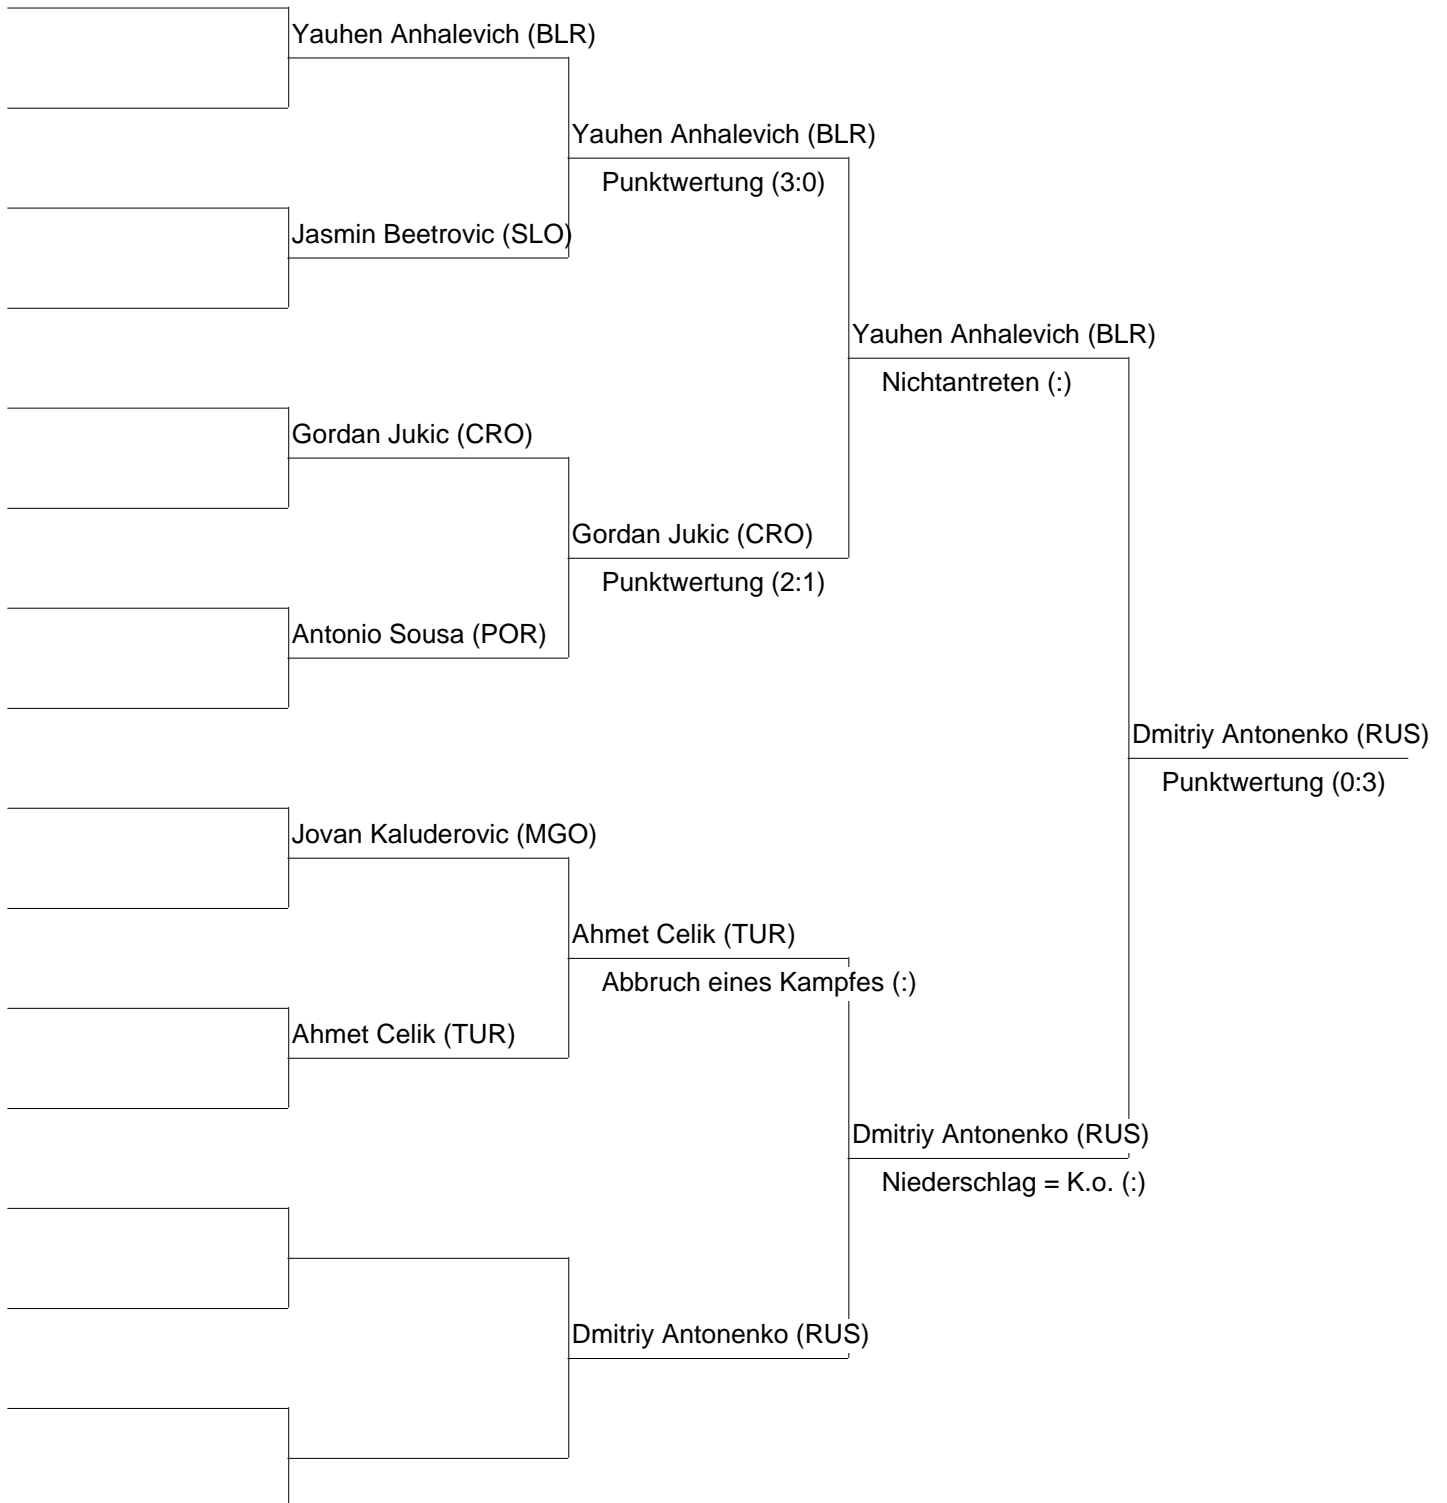 Yauhen Anhalevich (BLR)
Yauhen Anhalevich (BLR)
Punktwertung (3:0)
Jasmin Beetrovic (SLO)
Yauhen Anhalevich (BLR)
Nichtantreten (:)
Gordan Jukic (CRO)
Gordan Jukic (CRO)
Punktwertung (2:1)
Antonio Sousa (POR)
Dmitriy Antonenko (RUS)
Punktwertung (0:3)
Jovan Kaluderovic (MGO)
Ahmet Celik (TUR)
Abbruch eines Kampfes (:)
Ahmet Celik (TUR)
Dmitriy Antonenko (RUS)
Niederschlag = K.o. (:)
Dmitriy Antonenko (RUS)